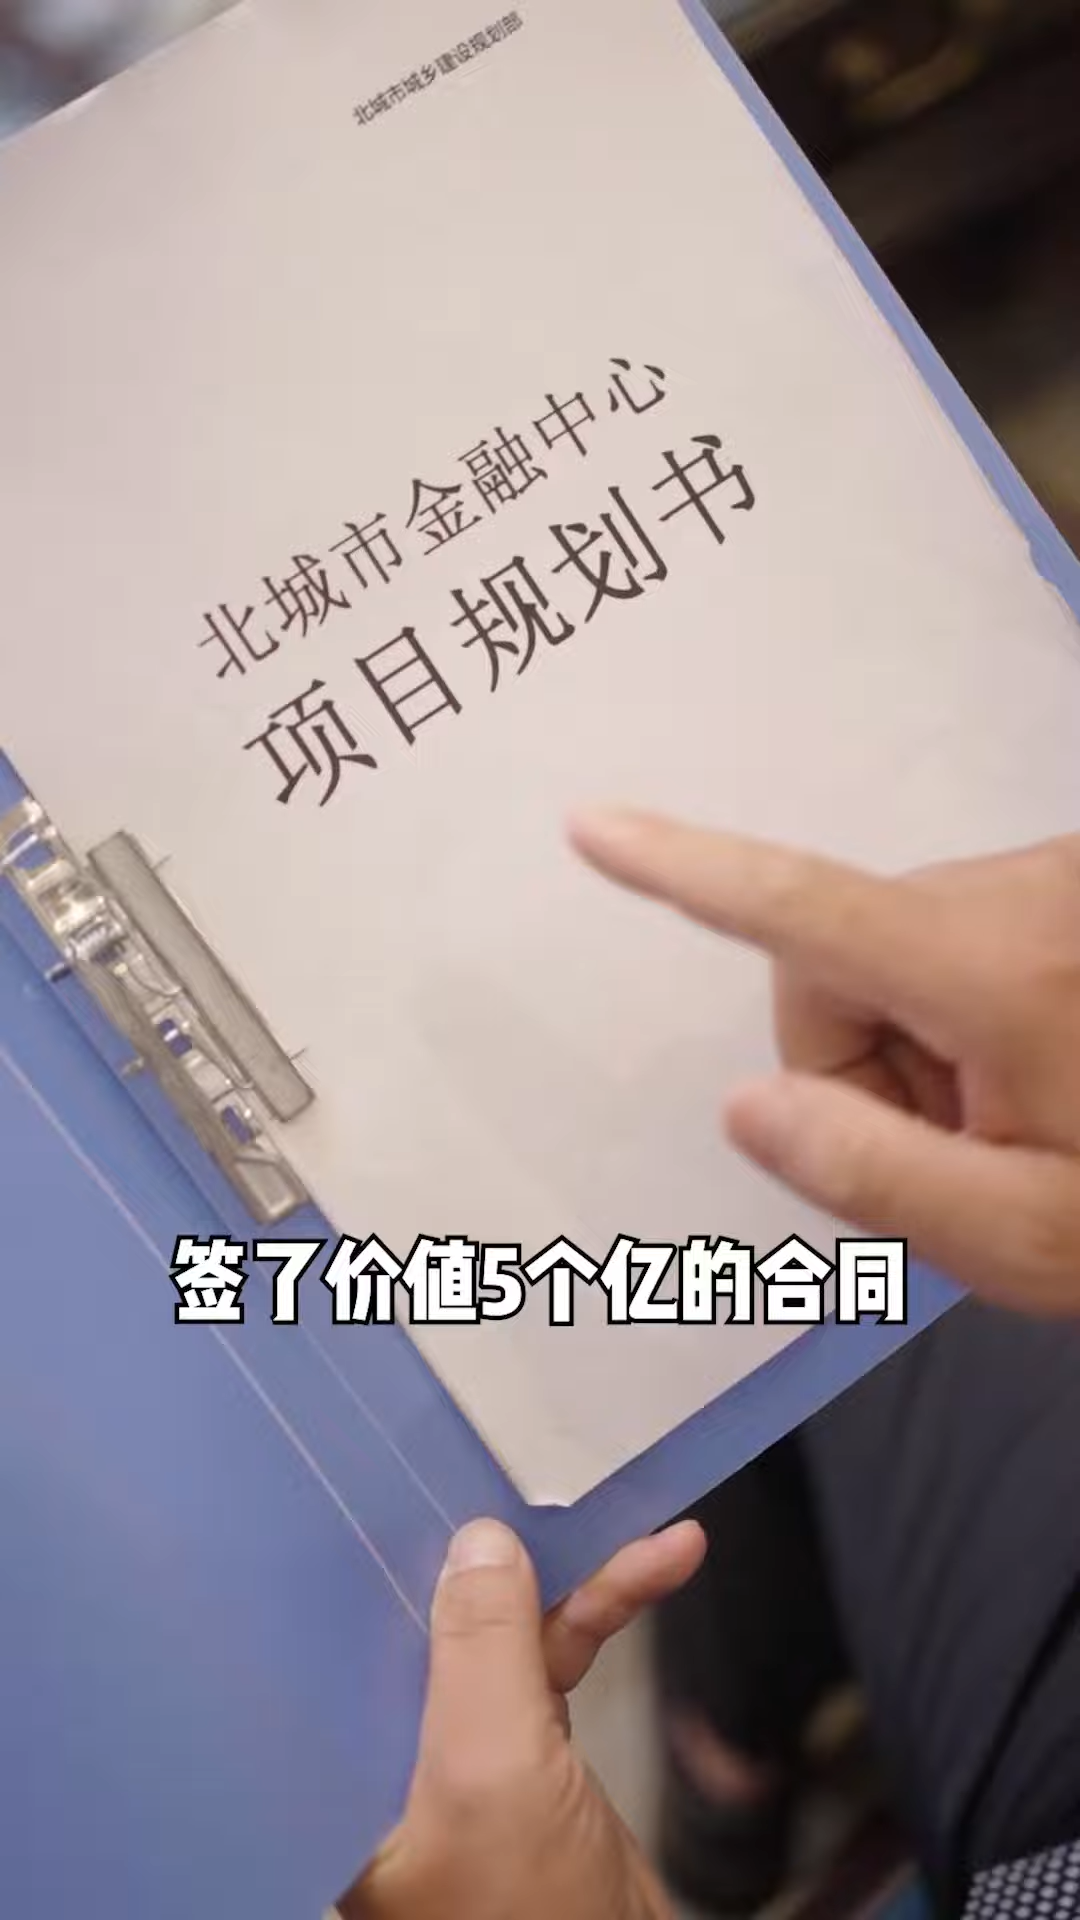 北城市城乡建设规划部
北城市金融中心
项目规划书
签了价值5个亿的合同